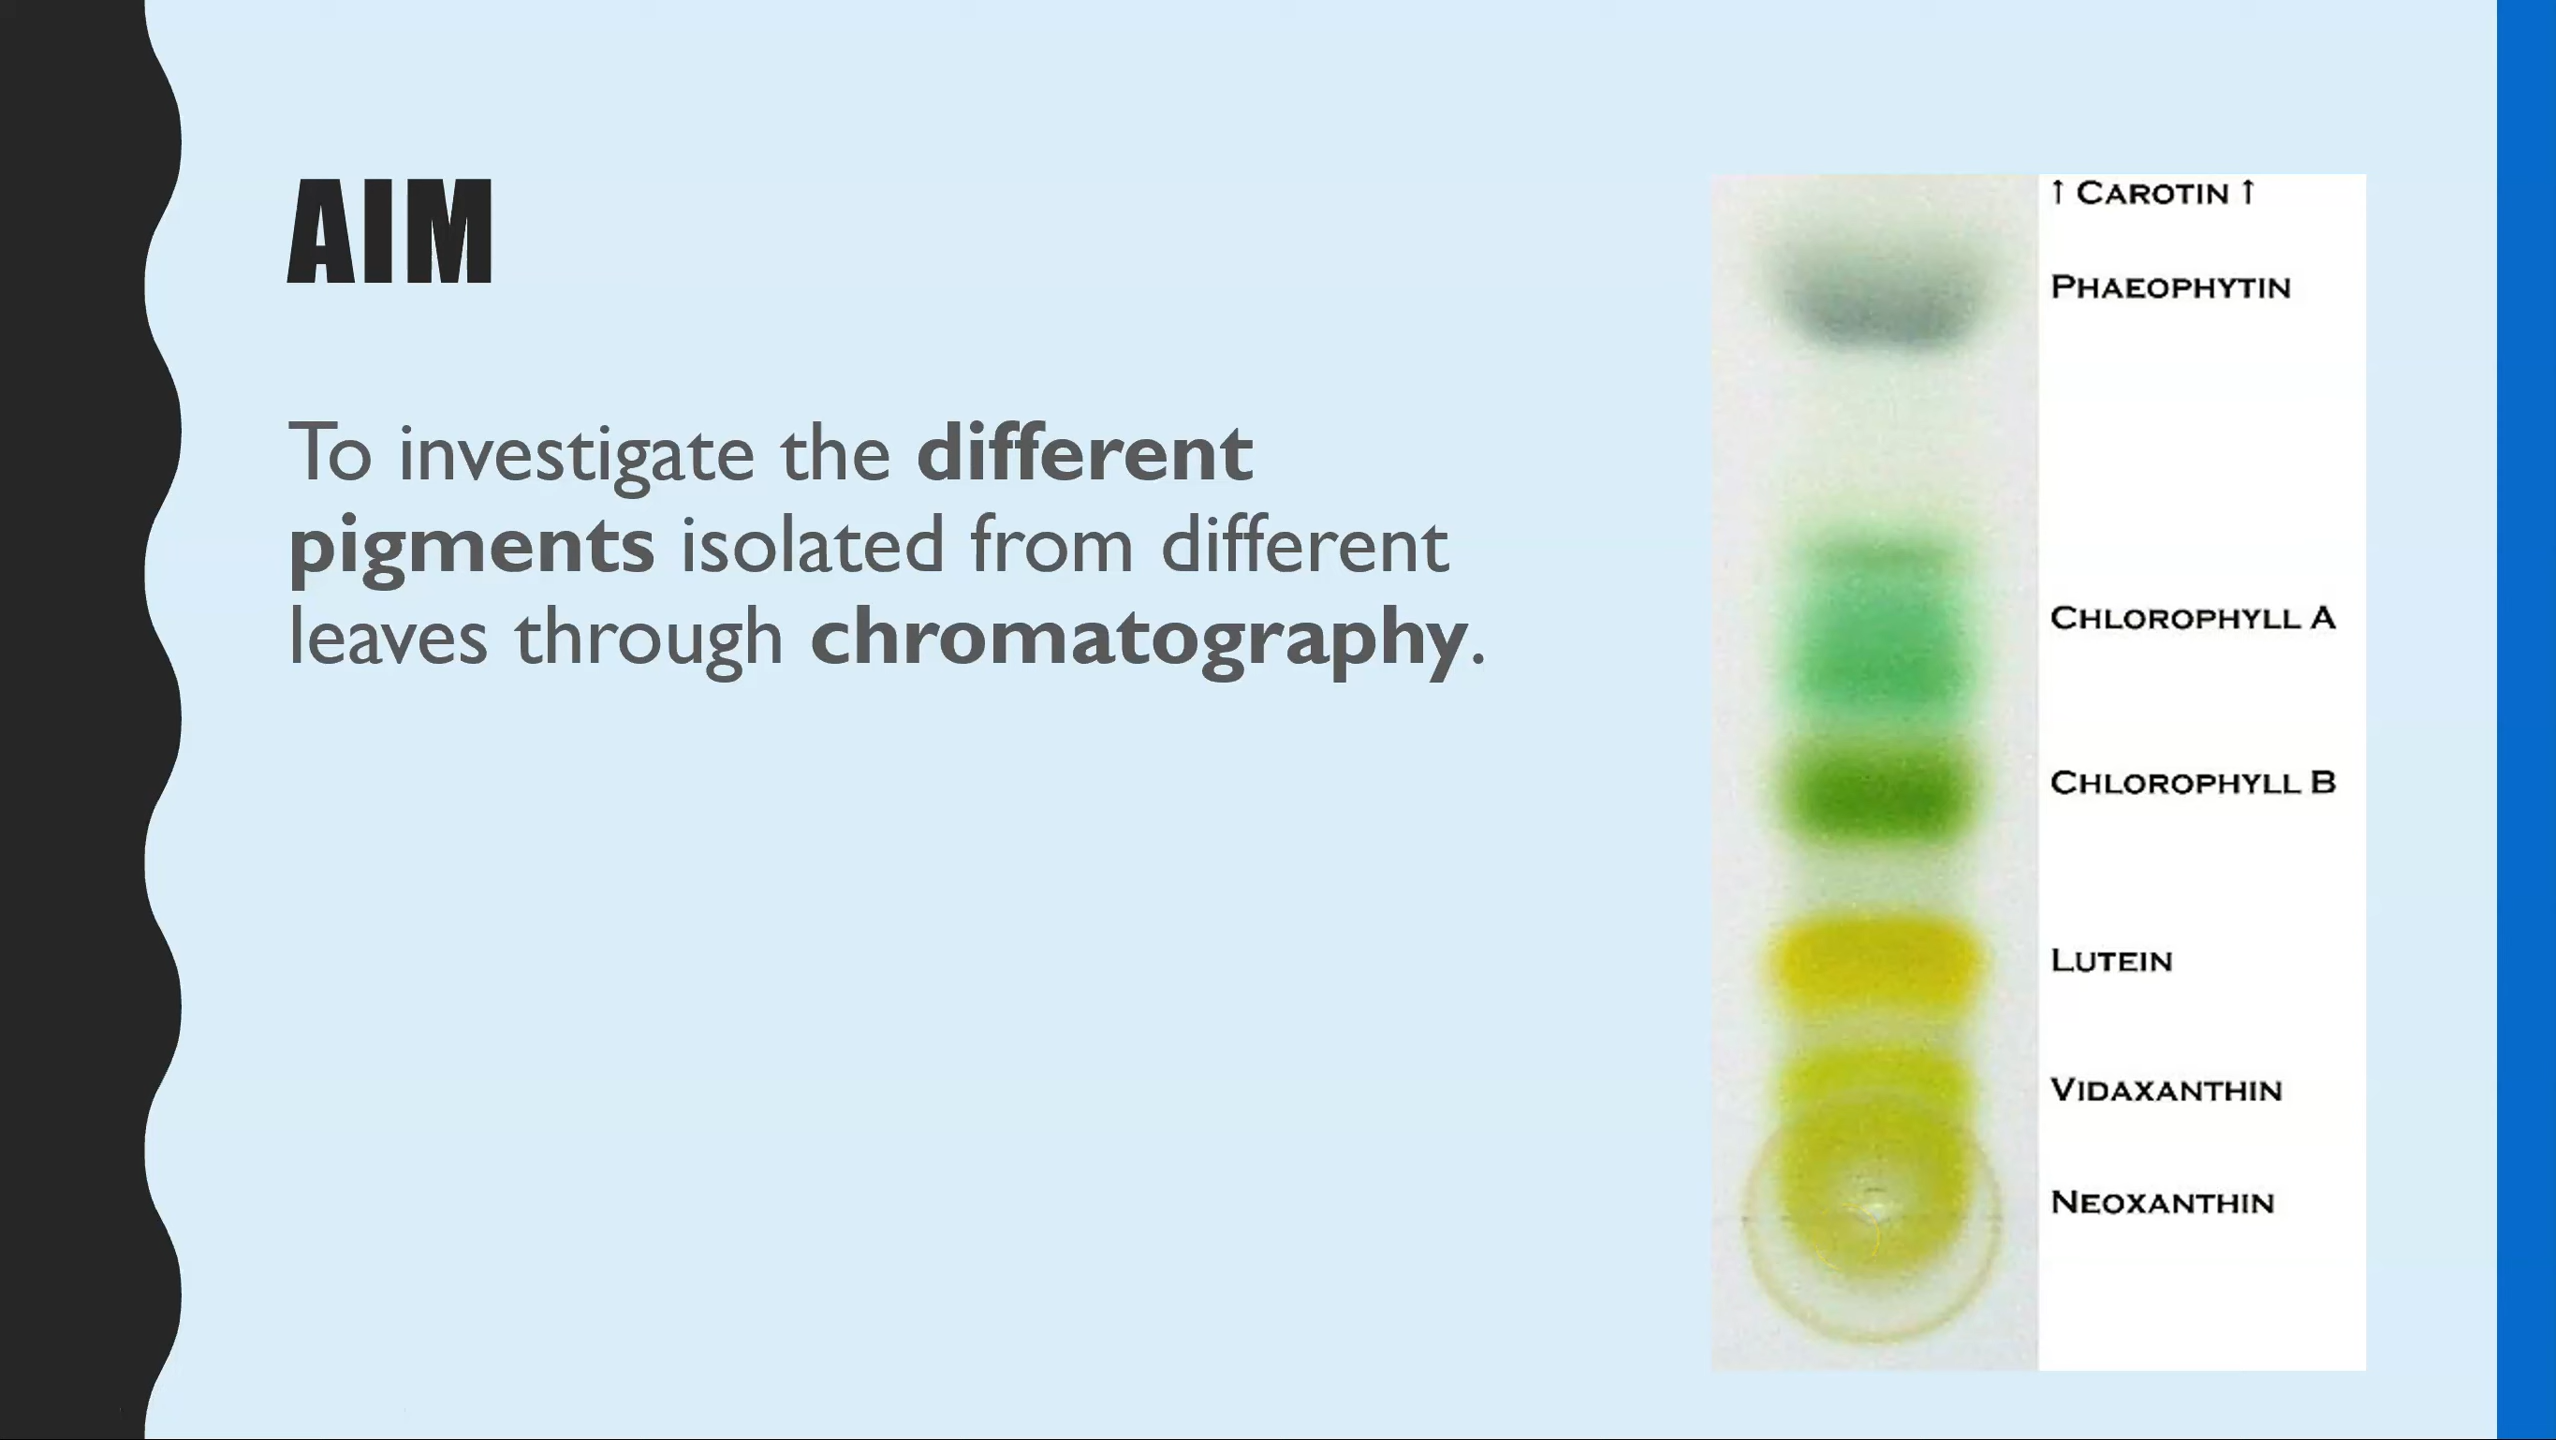 AIM
To investigate the different
pigments isolated from different
leaves through chromatography.
↑ CAROTIN ↑
PHAEOPHYTIN
CHLOROPHYLL A
CHLOROPHYLL B
LUTEIN
VIDAXANTHIN
NEOXANTHIN